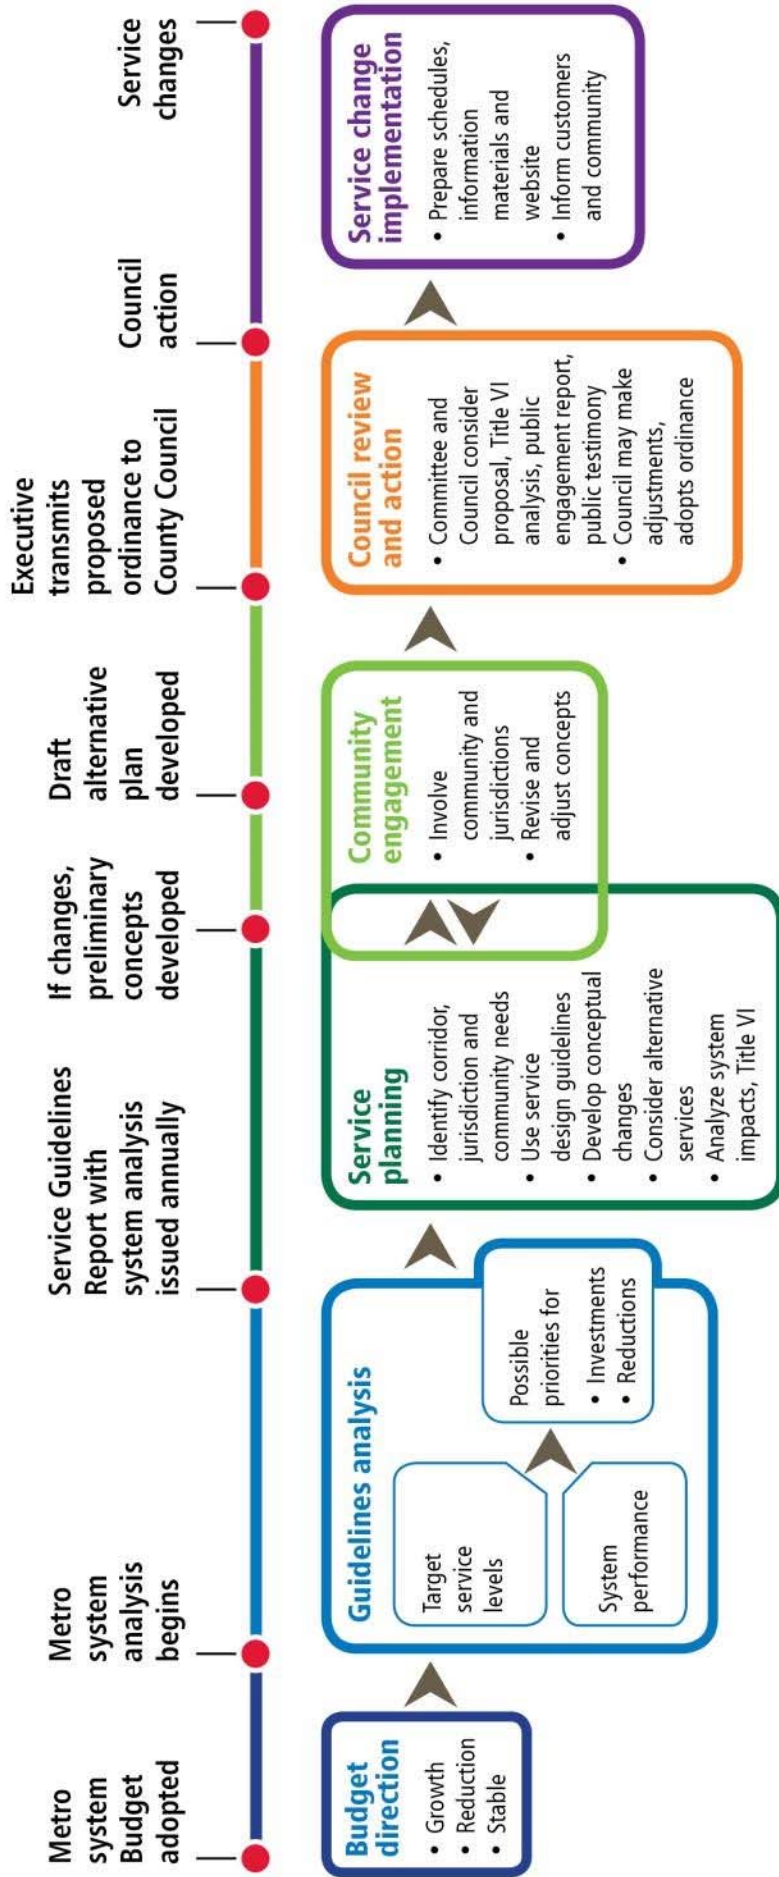 Metro
system
Budget
adopted
Metro
system
analysis
begins
Service Guidelines
Report with
system analysis
issued annually
If changes,
preliminary
concepts
developed
Draft
alternative
plan
developed
Executive
transmits
proposed
ordinance to
County Council
Council
action
Service
changes
Budget
direction
• Growth
• Reduction
• Stable
Guidelines analysis
Target
service
levels
System
performance
Possible
priorities for
• Investments
• Reductions
Service
planning
• Identify corridor,
jurisdiction and
community needs
• Use service
design guidelines
• Develop conceptual
changes
• Consider alternative
services
• Analyze system
impacts, Title VI
Community
engagement
• Involve
community and
jurisdictions
• Revise and
adjust concepts
Council review
and action
• Committee and
Council consider
proposal, Title VI
analysis, public
engagement report,
public testimony
• Council may make
adjustments,
adopts ordinance
Service change
implementation
• Prepare schedules,
information
materials and
website
• Inform customers
and community